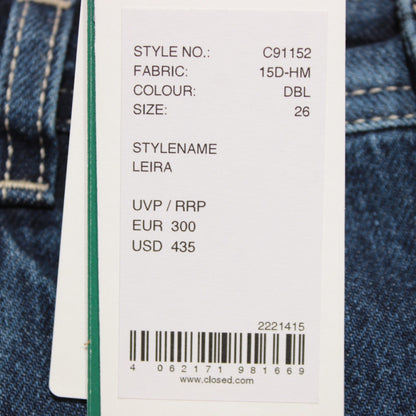 STYLE NO.: C91152
FABRIC: 15D-HM
COLOUR: DBL
SIZE: 26
STYLENAME
LEIRA
UVP / RRP
EUR 300
USD 435
2221415
4 062171 981669
www.closed.com